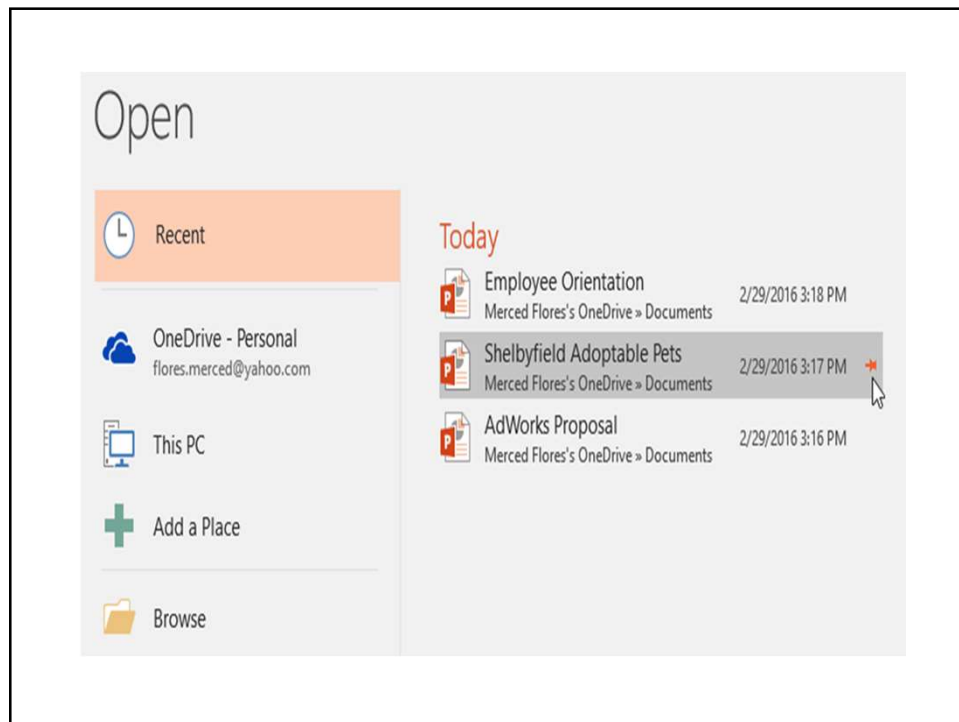 Open
Recent
OneDrive - Personal
flores.merced@yahoo.com
This PC
Add a Place
Browse
Today
Employee Orientation
Merced Flores's OneDrive » Documents
2/29/2016 3:18 PM
Shelbyfield Adoptable Pets
Merced Flores's OneDrive » Documents
2/29/2016 3:17 PM
AdWorks Proposal
Merced Flores's OneDrive » Documents
2/29/2016 3:16 PM